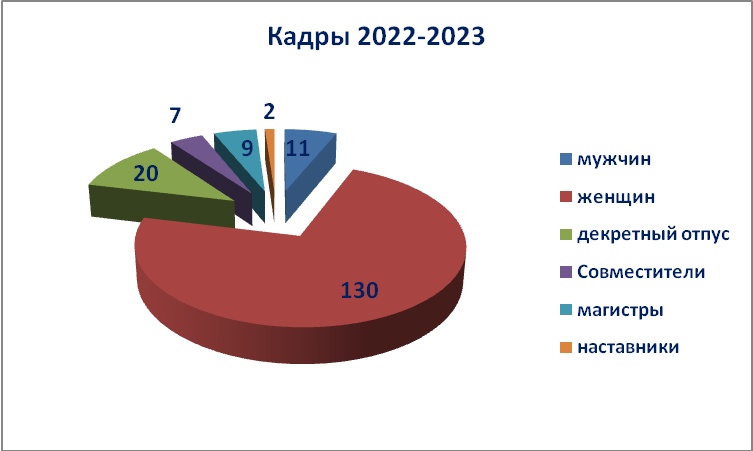 Кадры 2022-2023
2
7
9
11
20
130
мужчин
женщин
декретный отпус
Совместители
магистры
наставники